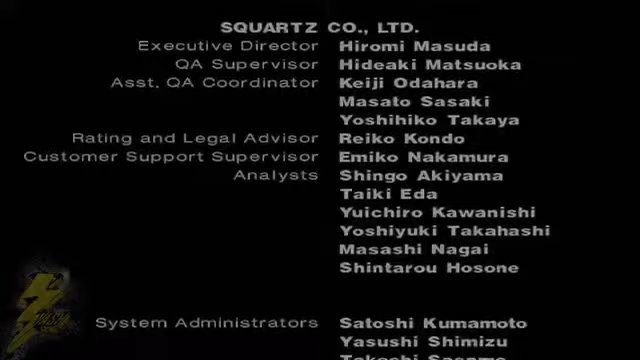 SQUARTZ CO., LTD.
Executive Director Hiromi Masuda
QA Supervisor Hideaki Matsuoka
Asst. QA Coordinator Keiji Odahara
Masato Sasaki
Yoshihiko Takaya
Rating and Legal Advisor Reiko Kondo
Customer Support Supervisor Emiko Nakamura
Analysts Shingo Akiyama
Taiki Eda
Yuichiro Kawanishi
Yoshiyuki Takahashi
Masashi Nagai
Shintarou Hosone
System Administrators Satoshi Kumamoto
Yasushi Shimizu